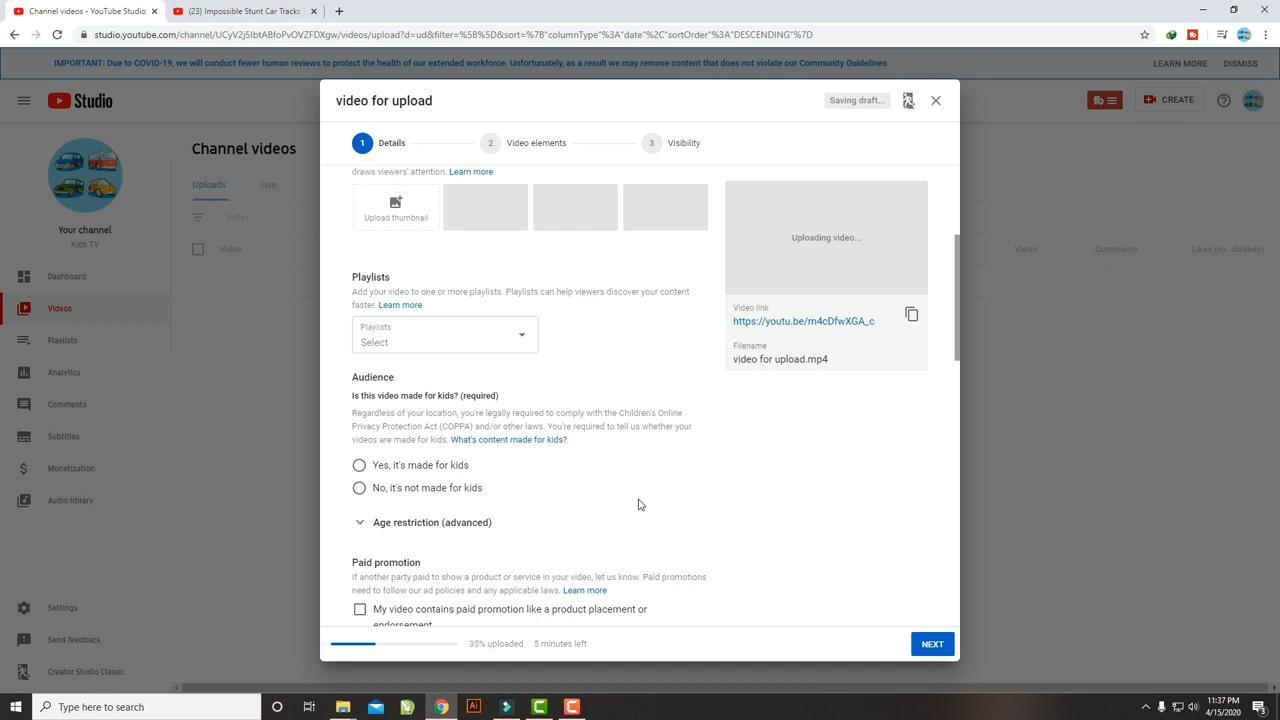 Channel videos - YouTube Studio
(23) Impossible Stunt Car Tracks 3
studio.youtube.com/channel/UCyV2j5IbtABfoPvOVZFDXgw/videos/upload?d=ud&filter=%5B%5D&sort=%7B"columnType"%3A"date"%2C"sortOrder"%3A"DESCENDING"%7D
IMPORTANT: Due to COVID-19, we will conduct fewer human reviews to protect the health of our extended workforce. Unfortunately, as a result we may remove content that does not violate our Community Guidelines
LEARN MORE
DISMISS
Studio
CREATE
Your channel
Kids TV
Dashboard
Videos
Playlists
Analytics
Comments
Subtitles
Monetization
Audio library
Settings
Send feedback
Creator Studio Classic
Channel videos
Uploads
Live
Filter
Video
Views
Comments
Likes (vs. dislikes)
video for upload
Saving draft...
1
Details
2
Video elements
3
Visibility
draws viewers' attention. Learn more
Upload thumbnail
Playlists
Add your video to one or more playlists. Playlists can help viewers discover your content
faster. Learn more
Playlists
Select
Audience
Is this video made for kids? (required)
Regardless of your location, you're legally required to comply with the Children's Online
Privacy Protection Act (COPPA) and/or other laws. You're required to tell us whether your
videos are made for kids. What's content made for kids?
Yes, it's made for kids
No, it's not made for kids
Age restriction (advanced)
Paid promotion
If another party paid to show a product or service in your video, let us know. Paid promotions
need to follow our ad policies and any applicable laws. Learn more
My video contains paid promotion like a product placement or
endorsement
Uploading video...
Video link
https://youtu.be/m4cDfwXGA_c
Filename
video for upload.mp4
35% uploaded
5 minutes left
NEXT
Type here to search
Ai
11:37 PM
4/15/2020